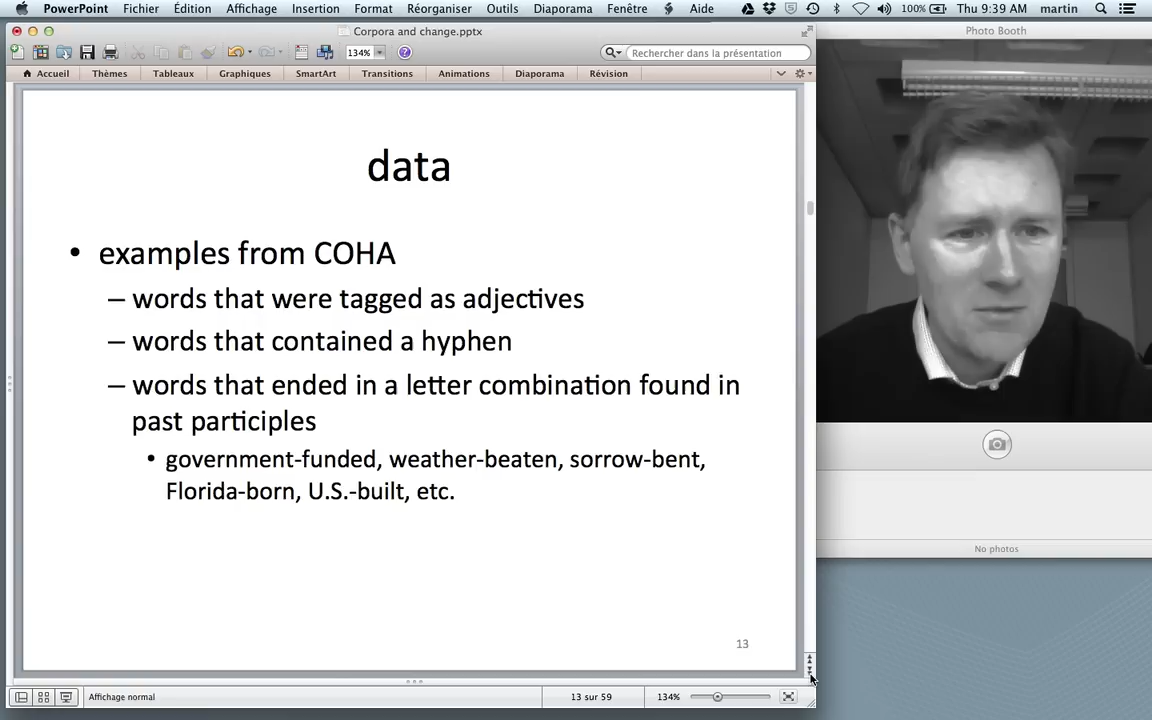 PowerPoint Fichier Édition Affichage Insertion Format Réorganiser Outils Diaporama Fenêtre Aide 100% Thu 9:39 AM martin
Corpora and change.pptx
Photo Booth
134% Rechercher dans la présentation
Accueil Thèmes Tableaux Graphiques SmartArt Transitions Animations Diaporama Révision
data
• examples from COHA
– words that were tagged as adjectives
– words that contained a hyphen
– words that ended in a letter combination found in
past participles
• government-funded, weather-beaten, sorrow-bent,
Florida-born, U.S.-built, etc.
No photos
13
Affichage normal 13 sur 59 134%